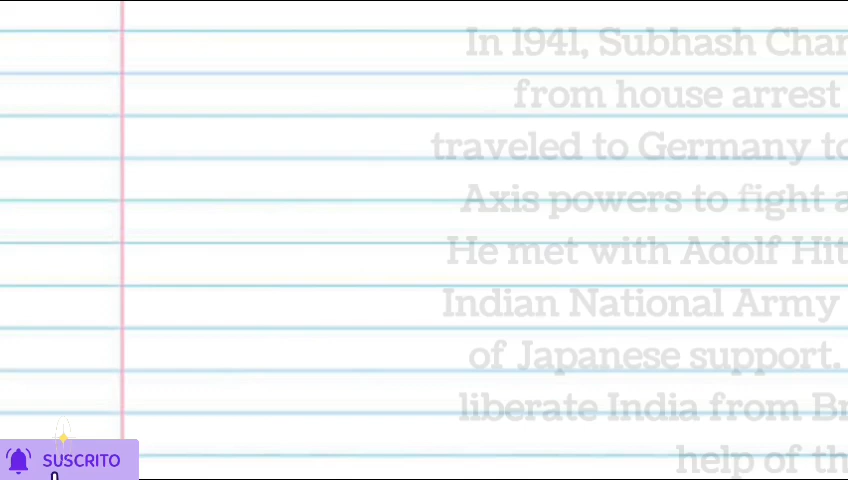 In 1941, Subhash Chan
from house arrest
traveled to Germany to
Axis powers to fight a
He met with Adolf Hit
Indian National Army
of Japanese support.
liberate India from Br
help of th
SUSCRITO